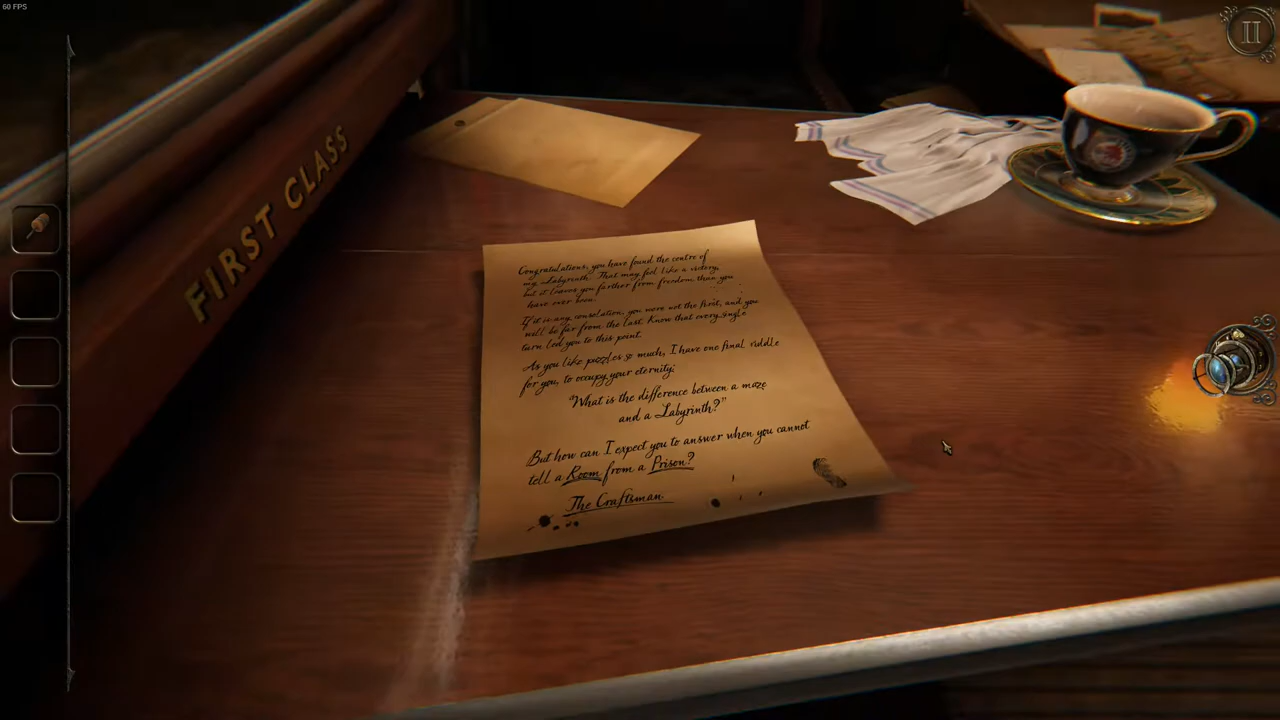 60 FPS
FIRST CLASS
Congratulations, you have found the centre of
my Labyrinth. That may feel like a victory,
but it leaves you farther from freedom than you
have ever been.
If it is any consolation, you were not the first, and you
will be far from the last. Know that every single
turn led you to this point.
As you like puzzles so much, I have one final riddle
for you, to occupy your eternity:
"What is the difference between a maze
and a Labyrinth?"
But how can I expect you to answer when you cannot
tell a Room from a Prison?
The Craftsman.
II